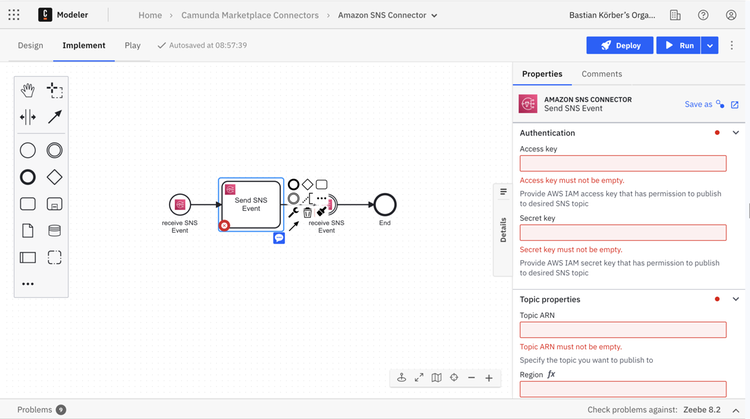 Modeler
Home
Camunda Marketplace Connectors
Amazon SNS Connector
Bastian Körber's Orga...
Design
Implement
Play
Autosaved at 08:57:39
Deploy
Run
Send SNS
Event
receive SNS
Event
receive SNS
Event
End
Details
Properties
Comments
AMAZON SNS CONNECTOR
Send SNS Event
Save as
Authentication
Access key
Access key must not be empty.
Provide AWS IAM access key that has permission to publish
to desired SNS topic
Secret key
Secret key must not be empty.
Provide AWS IAM secret key that has permission to publish
to desired SNS topic
Topic properties
Topic ARN
Topic ARN must not be empty.
Specify the topic you want to publish to
Region fx
Problems 9
Check problems against: Zeebe 8.2